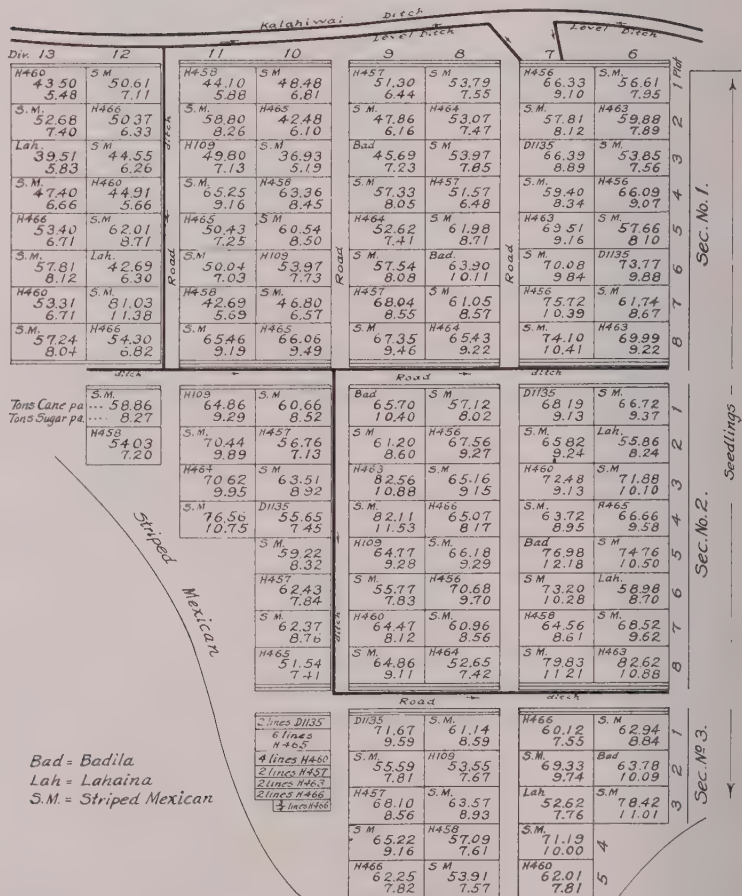 Kalahiwai Ditch
Level Ditch Level Ditch
Div. 13 12 11 10 9 8 7 6 Plat
H460 S M H458 S M H457 S M H456 S.M.
43.50 50.61 44.10 48.48 51.30 53.79 66.33 56.61 1
5.48 7.11 5.88 6.81 6.44 7.55 9.10 7.95
S.M. H466 S.M. H465 S.M H464 S.M. H463
52.68 50.37 58.80 42.48 47.86 53.07 57.81 59.88 2
7.40 6.33 8.26 6.10 6.16 7.47 8.12 7.89
Lah. S M H109 S M Bad S M D1135 S.M.
39.51 44.55 49.80 36.93 45.69 53.97 66.39 53.85 3
5.83 6.26 7.13 5.19 7.23 7.85 8.89 7.56
S.M. H460 S.M. H458 S M H457 S.M. H456
47.40 44.91 65.25 63.36 57.33 51.57 59.40 66.09 4
6.66 5.66 9.16 8.45 8.05 6.48 8.34 9.07
H466 S M. H465 S M H464 S.M. H463 S M.
53.40 62.01 50.43 60.54 52.62 61.98 69.51 57.66 5
6.71 8.71 7.25 8.50 7.41 8.71 9.16 8.10
S.M. Lah. S.M H109 S.M. Bad. S.M. D1135
57.81 42.69 50.04 53.97 57.54 63.90 70.08 73.77 6
8.12 6.30 7.03 7.73 8.08 10.11 9.84 9.88
H460 S.M. H458 S M H457 S.M. H456 S M.
53.31 81.03 42.69 46.80 68.04 61.05 75.72 61.74 7
6.71 11.38 5.69 6.57 8.55 8.57 10.39 8.67
S.M. H466 S M H465 S M. H464 S M. H463
57.24 54.30 65.46 66.06 67.35 65.43 74.10 69.99 8
8.04 6.82 9.19 9.49 9.46 9.22 10.41 9.22
ditch
Road
Road
Road
Sec. No. 1.
ditch Road ditch
S.M. H109 S M. Bad S M. D1135 S.M.
Tons Cane pa ---- 58.86 64.86 60.66 65.70 57.12 68.19 66.72 1
Tons Sugar pa. ---- 8.27 9.29 8.52 10.40 8.02 9.13 9.37
H458 S.M. H457 S M H456 S.M. Lah.
54.03 70.44 56.76 61.20 67.56 65.82 55.86 2
7.20 9.89 7.13 8.60 9.27 9.24 8.24
H464 S M H463 S M. H460 S.M
70.62 63.51 82.56 65.16 72.48 71.88 3
9.95 8.92 10.88 9.15 9.13 10.10
S.M D1135 S.M. H466 S M. H465
76.56 55.65 82.11 65.07 63.72 66.66 4
10.75 7.45 11.53 8.17 8.95 9.58
S.M. H109 S.M. Bad S M
59.22 64.77 66.18 76.98 74.76 5
8.32 9.28 9.29 12.18 10.50
H457 S M. H456 S M Lah.
62.43 55.77 70.68 73.20 58.98 6
7.84 7.83 9.70 10.28 8.70
S M. H460 S.M. H458 S M.
62.37 64.47 60.96 64.56 68.52 7
8.76 8.12 8.56 8.61 9.62
H465 S M. H464 S M. H463
51.54 64.86 52.65 79.83 82.62 8
7.41 9.11 7.42 11.21 10.88
ditch
Sec. No. 2.
Seedlings
Striped Mexican
Road ditch
2 lines D1135
6 lines H465
4 lines H460
2 lines H457
2 lines H463
2 lines H466
D1135 S.M. H466 S.M
71.67 61.14 60.12 62.94 1
9.59 8.59 7.55 8.84
S.M. H109 S.M. Bad
55.59 53.55 69.33 63.78 2
7.81 7.67 9.74 10.09
H457 S.M. Lah S M
68.10 63.57 52.62 78.42 3
8.56 8.93 7.76 11.01
S M H458 S.M.
65.22 57.09 71.19 4
9.16 7.61 10.00
H466 S M H460
62.25 53.91 62.01 5
7.82 7.57 7.81
Sec. Nº 3.
Bad = Badila
Lah = Lahaina
S.M. = Striped Mexican